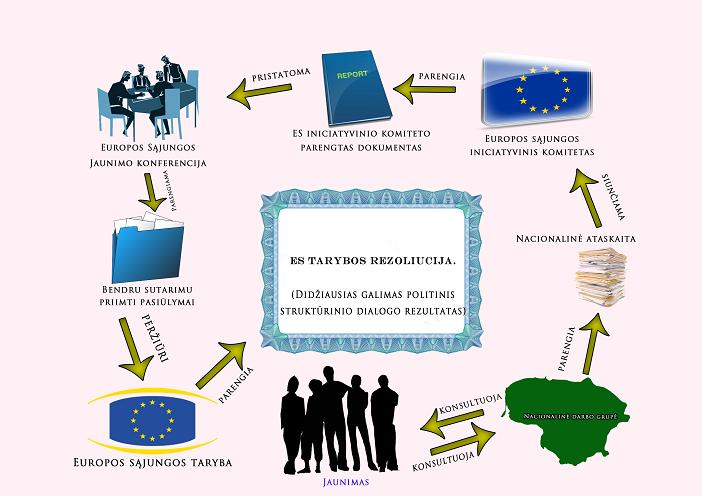 PRISTATOMA
REPORT
PARENGIA
ES INICIATYVINIO KOMITETO
PARENGTAS DOKUMENTAS
EUROPOS SĄJUNGOS
INICIATYVINIS KOMITETAS
EUROPOS SĄJUNGOS
JAUNIMO KONFERENCIJA
PARENGIAMA
SIUNČIAMA
NACIONALINĖ ATASKAITA
BENDRU SUTARIMU
PRIIMTI PASIŪLYMAI
ES TARYBOS REZOLIUCIJA.
(DIDŽIAUSIAS GALIMAS POLITINIS
STRUKTŪRINIO DIALOGO REZULTATAS)
PERŽIŪRI
PARENGIA
PARENGIA
KONSULTUOJA
NACIONALINĖ DARBO GRUPĖ
KONSULTUOJA
EUROPOS SĄJUNGOS TARYBA
JAUNIMAS